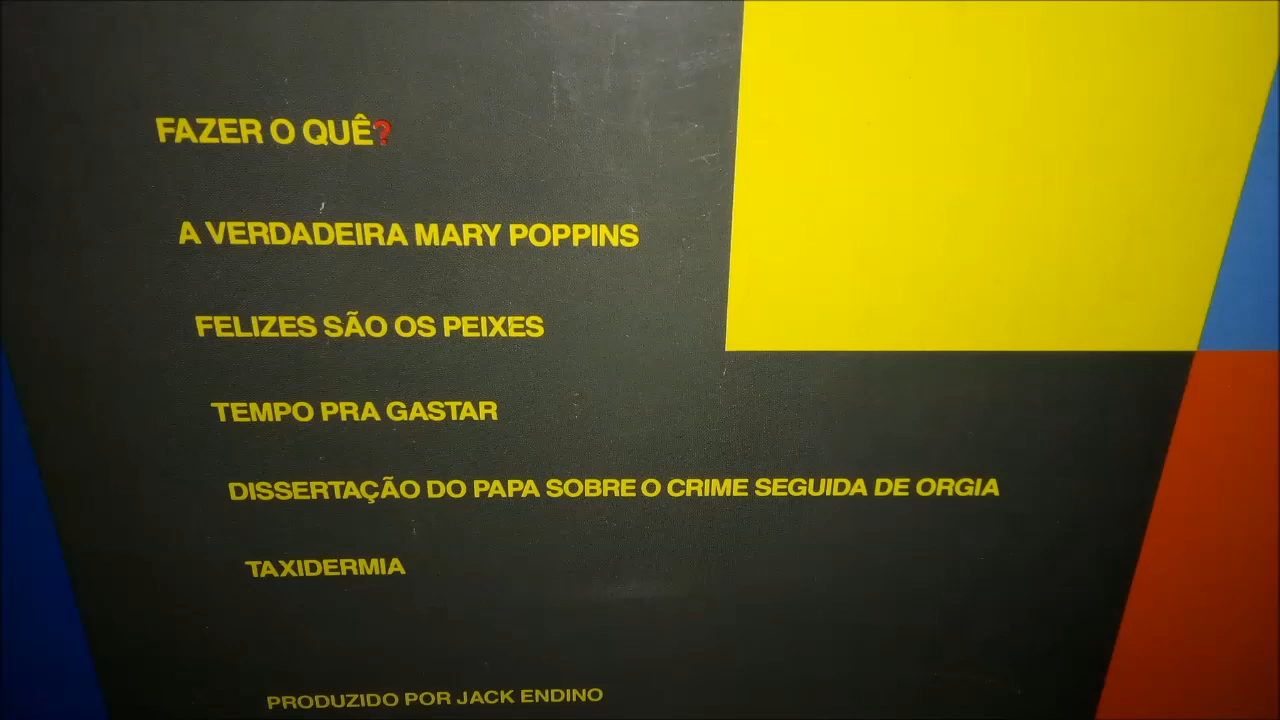 FAZER O QUÊ?
A VERDADEIRA MARY POPPINS
FELIZES SÃO OS PEIXES
TEMPO PRA GASTAR
DISSERTAÇÃO DO PAPA SOBRE O CRIME SEGUIDA DE ORGIA
TAXIDERMIA
PRODUZIDO POR JACK ENDINO